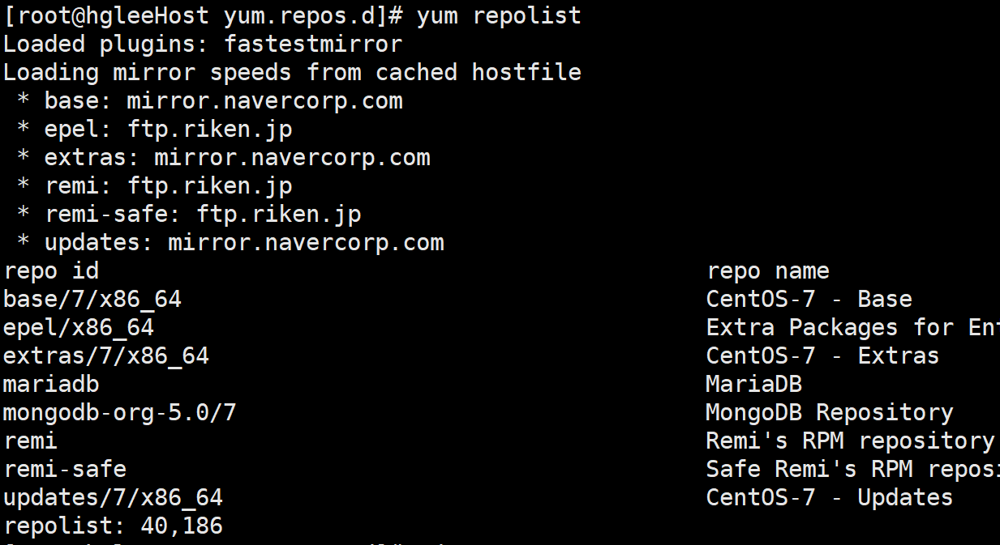 [root@hgleeHost yum.repos.d]# yum repolist
Loaded plugins: fastestmirror
Loading mirror speeds from cached hostfile
 * base: mirror.navercorp.com
 * epel: ftp.riken.jp
 * extras: mirror.navercorp.com
 * remi: ftp.riken.jp
 * remi-safe: ftp.riken.jp
 * updates: mirror.navercorp.com
repo id repo name
base/7/x86_64 CentOS-7 - Base
epel/x86_64 Extra Packages for
extras/7/x86_64 CentOS-7 - Extras
mariadb MariaDB
mongodb-org-5.0/7 MongoDB Repository
remi Remi's RPM repository
remi-safe Safe Remi's RPM
updates/7/x86_64 CentOS-7 - Updates
repolist: 40,186